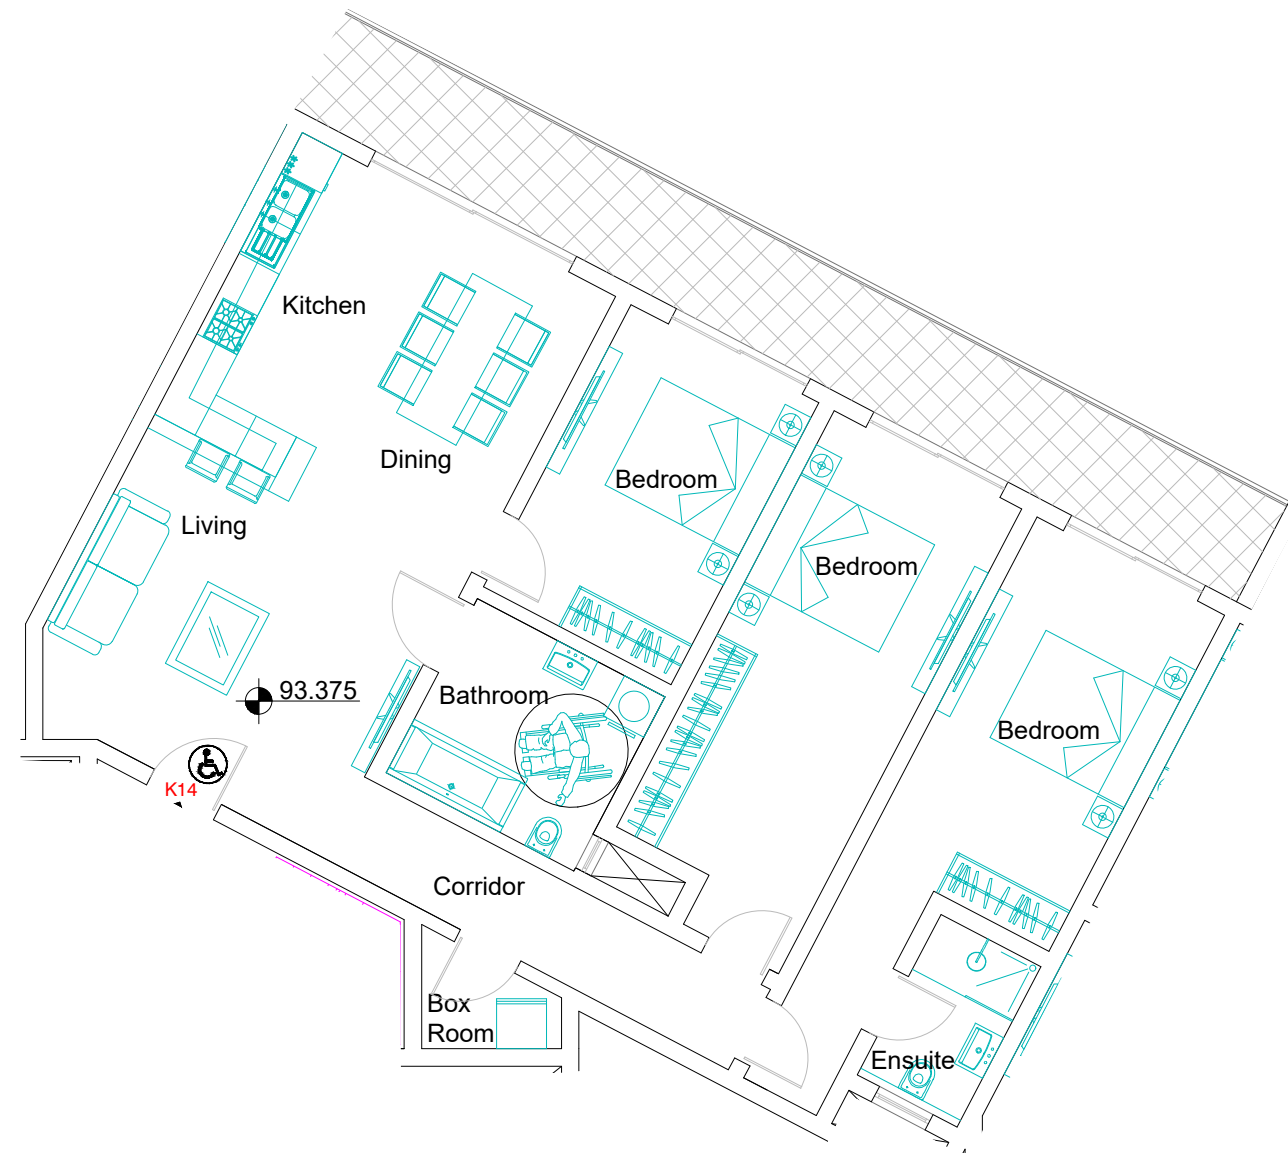 Kitchen
Dining
Bedroom
Living
Bedroom
Bathroom
93.375
Bedroom
K14
Corridor
Box
Room
Ensuite